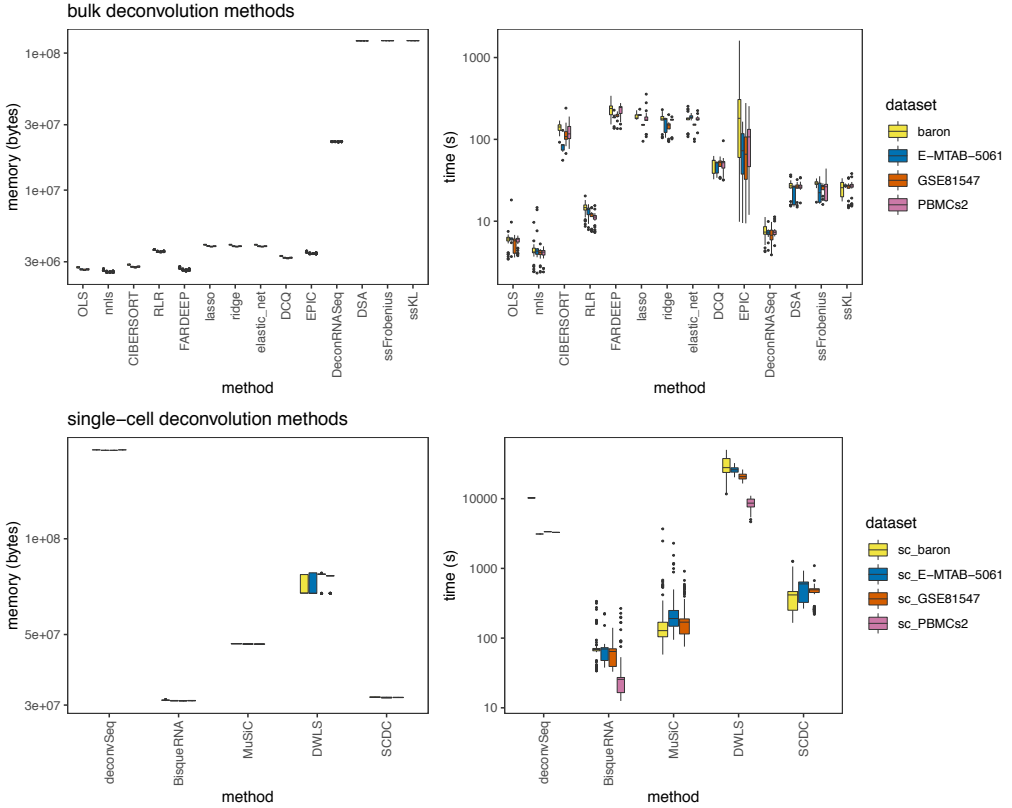 bulk deconvolution methods
memory (bytes)
1e+08
3e+07
1e+07
3e+06
OLS
nnls
CIBERSORT
RLR
FARDEEP
lasso
ridge
elastic_net
DCQ
EPIC
DeconRNASeq
DSA
ssFrobenius
ssKL
method
time (s)
1000
100
10
OLS
nnls
CIBERSORT
RLR
FARDEEP
lasso
ridge
elastic_net
DCQ
EPIC
DeconRNASeq
DSA
ssFrobenius
ssKL
method
dataset
baron
E-MTAB-5061
GSE81547
PBMCs2
single-cell deconvolution methods
memory (bytes)
1e+08
5e+07
3e+07
deconvSeq
BisqueRNA
MuSiC
DWLS
SCDC
method
time (s)
10000
1000
100
10
deconvSeq
BisqueRNA
MuSiC
DWLS
SCDC
method
dataset
sc_baron
sc_E-MTAB-5061
sc_GSE81547
sc_PBMCs2